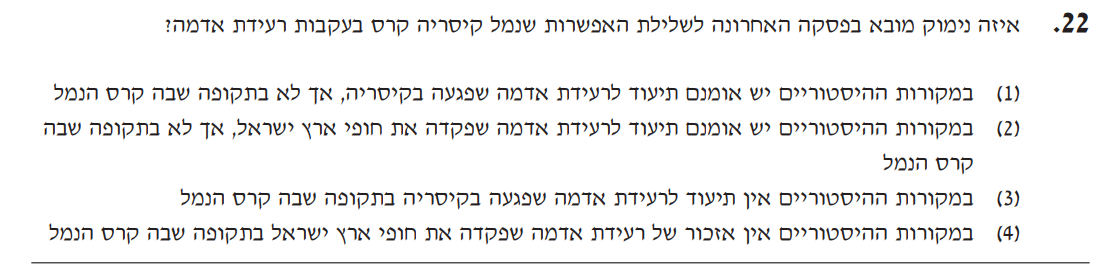 22. איזה נימוק מובא בפסקה האחרונה לשלילת האפשרות שנמל קיסריה קרס בעקבות רעידת אדמה?
(1) במקורות ההיסטוריים יש אומנם תיעוד לרעידת אדמה שפגעה בקיסריה, אך לא בתקופה שבה קרס הנמל
(2) במקורות ההיסטוריים יש אומנם תיעוד לרעידת אדמה שפקדה את חופי ארץ ישראל, אך לא בתקופה שבה
קרס הנמל
(3) במקורות ההיסטוריים אין תיעוד לרעידת אדמה שפגעה בקיסריה בתקופה שבה קרס הנמל
(4) במקורות ההיסטוריים אין אזכור של רעידת אדמה שפקדה את חופי ארץ ישראל בתקופה שבה קרס הנמל